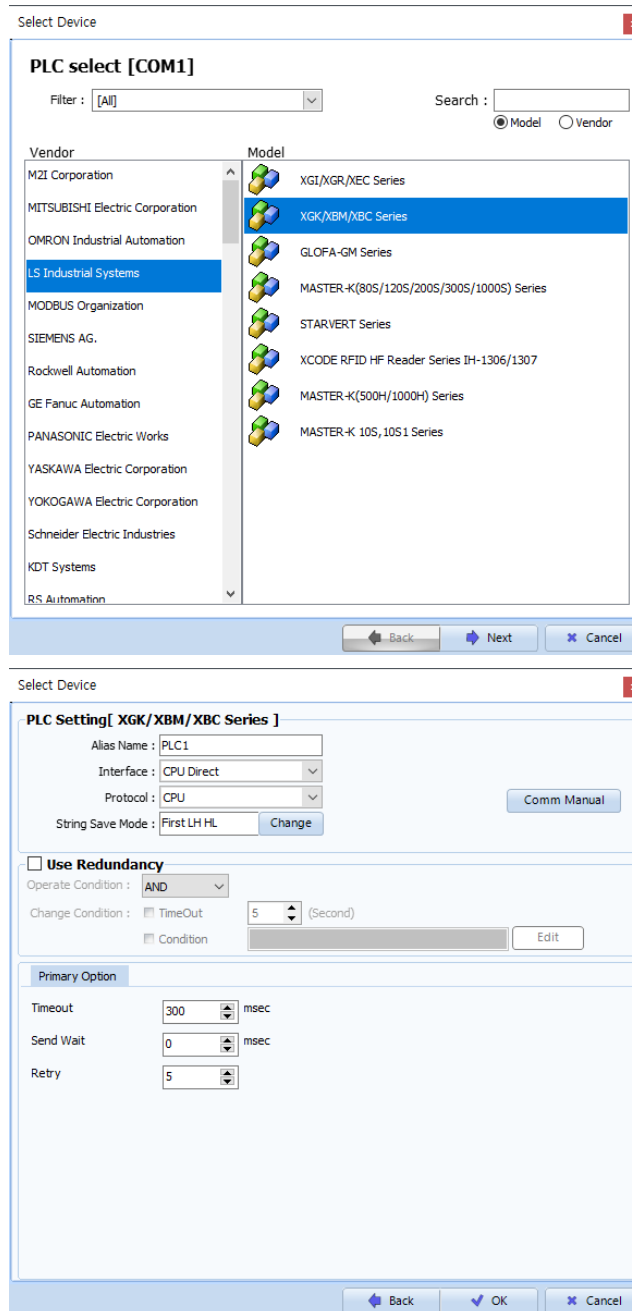 Select Device
PLC select [COM1]
Filter : [All]
Search :
Model Vendor
Vendor
M2I Corporation
MITSUBISHI Electric Corporation
OMRON Industrial Automation
LS Industrial Systems
MODBUS Organization
SIEMENS AG.
Rockwell Automation
GE Fanuc Automation
PANASONIC Electric Works
YASKAWA Electric Corporation
YOKOGAWA Electric Corporation
Schneider Electric Industries
KDT Systems
RS Automation
Model
XGI/XGR/XEC Series
XGK/XBM/XBC Series
GLOFA-GM Series
MASTER-K(80S/120S/200S/300S/1000S) Series
STARVERT Series
XCODE RFID HF Reader Series IH-1306/1307
MASTER-K(500H/1000H) Series
MASTER-K 10S,10S1 Series
Back Next Cancel
Select Device
PLC Setting[ XGK/XBM/XBC Series ]
Alias Name : PLC1
Interface : CPU Direct
Protocol : CPU
Comm Manual
String Save Mode : First LH HL Change
Use Redundancy
Operate Condition : AND
Change Condition : TimeOut 5 (Second)
Condition Edit
Primary Option
Timeout 300 msec
Send Wait 0 msec
Retry 5
Back OK Cancel